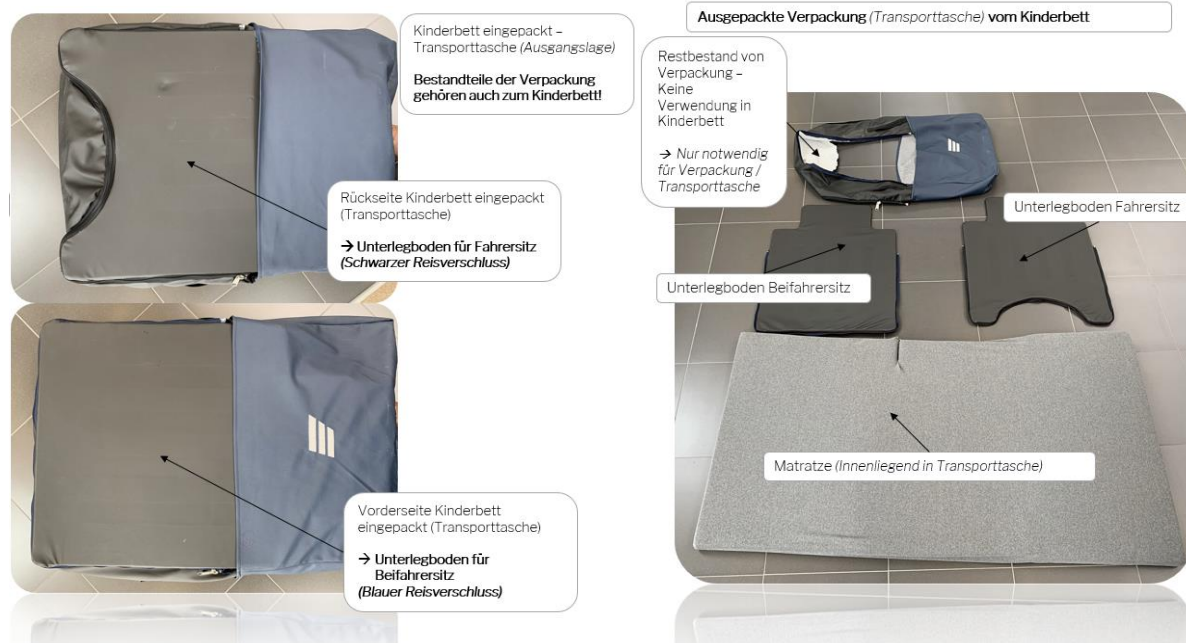 Kinderbett eingepackt –
Transporttasche (Ausgangslage)
Bestandteile der Verpackung
gehören auch zum Kinderbett!
Rückseite Kinderbett eingepackt
(Transporttasche)
→ Unterlegboden für Fahrersitz
(Schwarzer Reisverschluss)
Vorderseite Kinderbett
eingepackt (Transporttasche)
→ Unterlegboden für
Beifahrersitz
(Blauer Reisverschluss)
Ausgepackte Verpackung (Transporttasche) vom Kinderbett
Restbestand von
Verpackung –
Keine
Verwendung in
Kinderbett
→ Nur notwendig
für Verpackung /
Transporttasche
Unterlegboden Fahrersitz
Unterlegboden Beifahrersitz
Matratze (Innenliegend in Transporttasche)